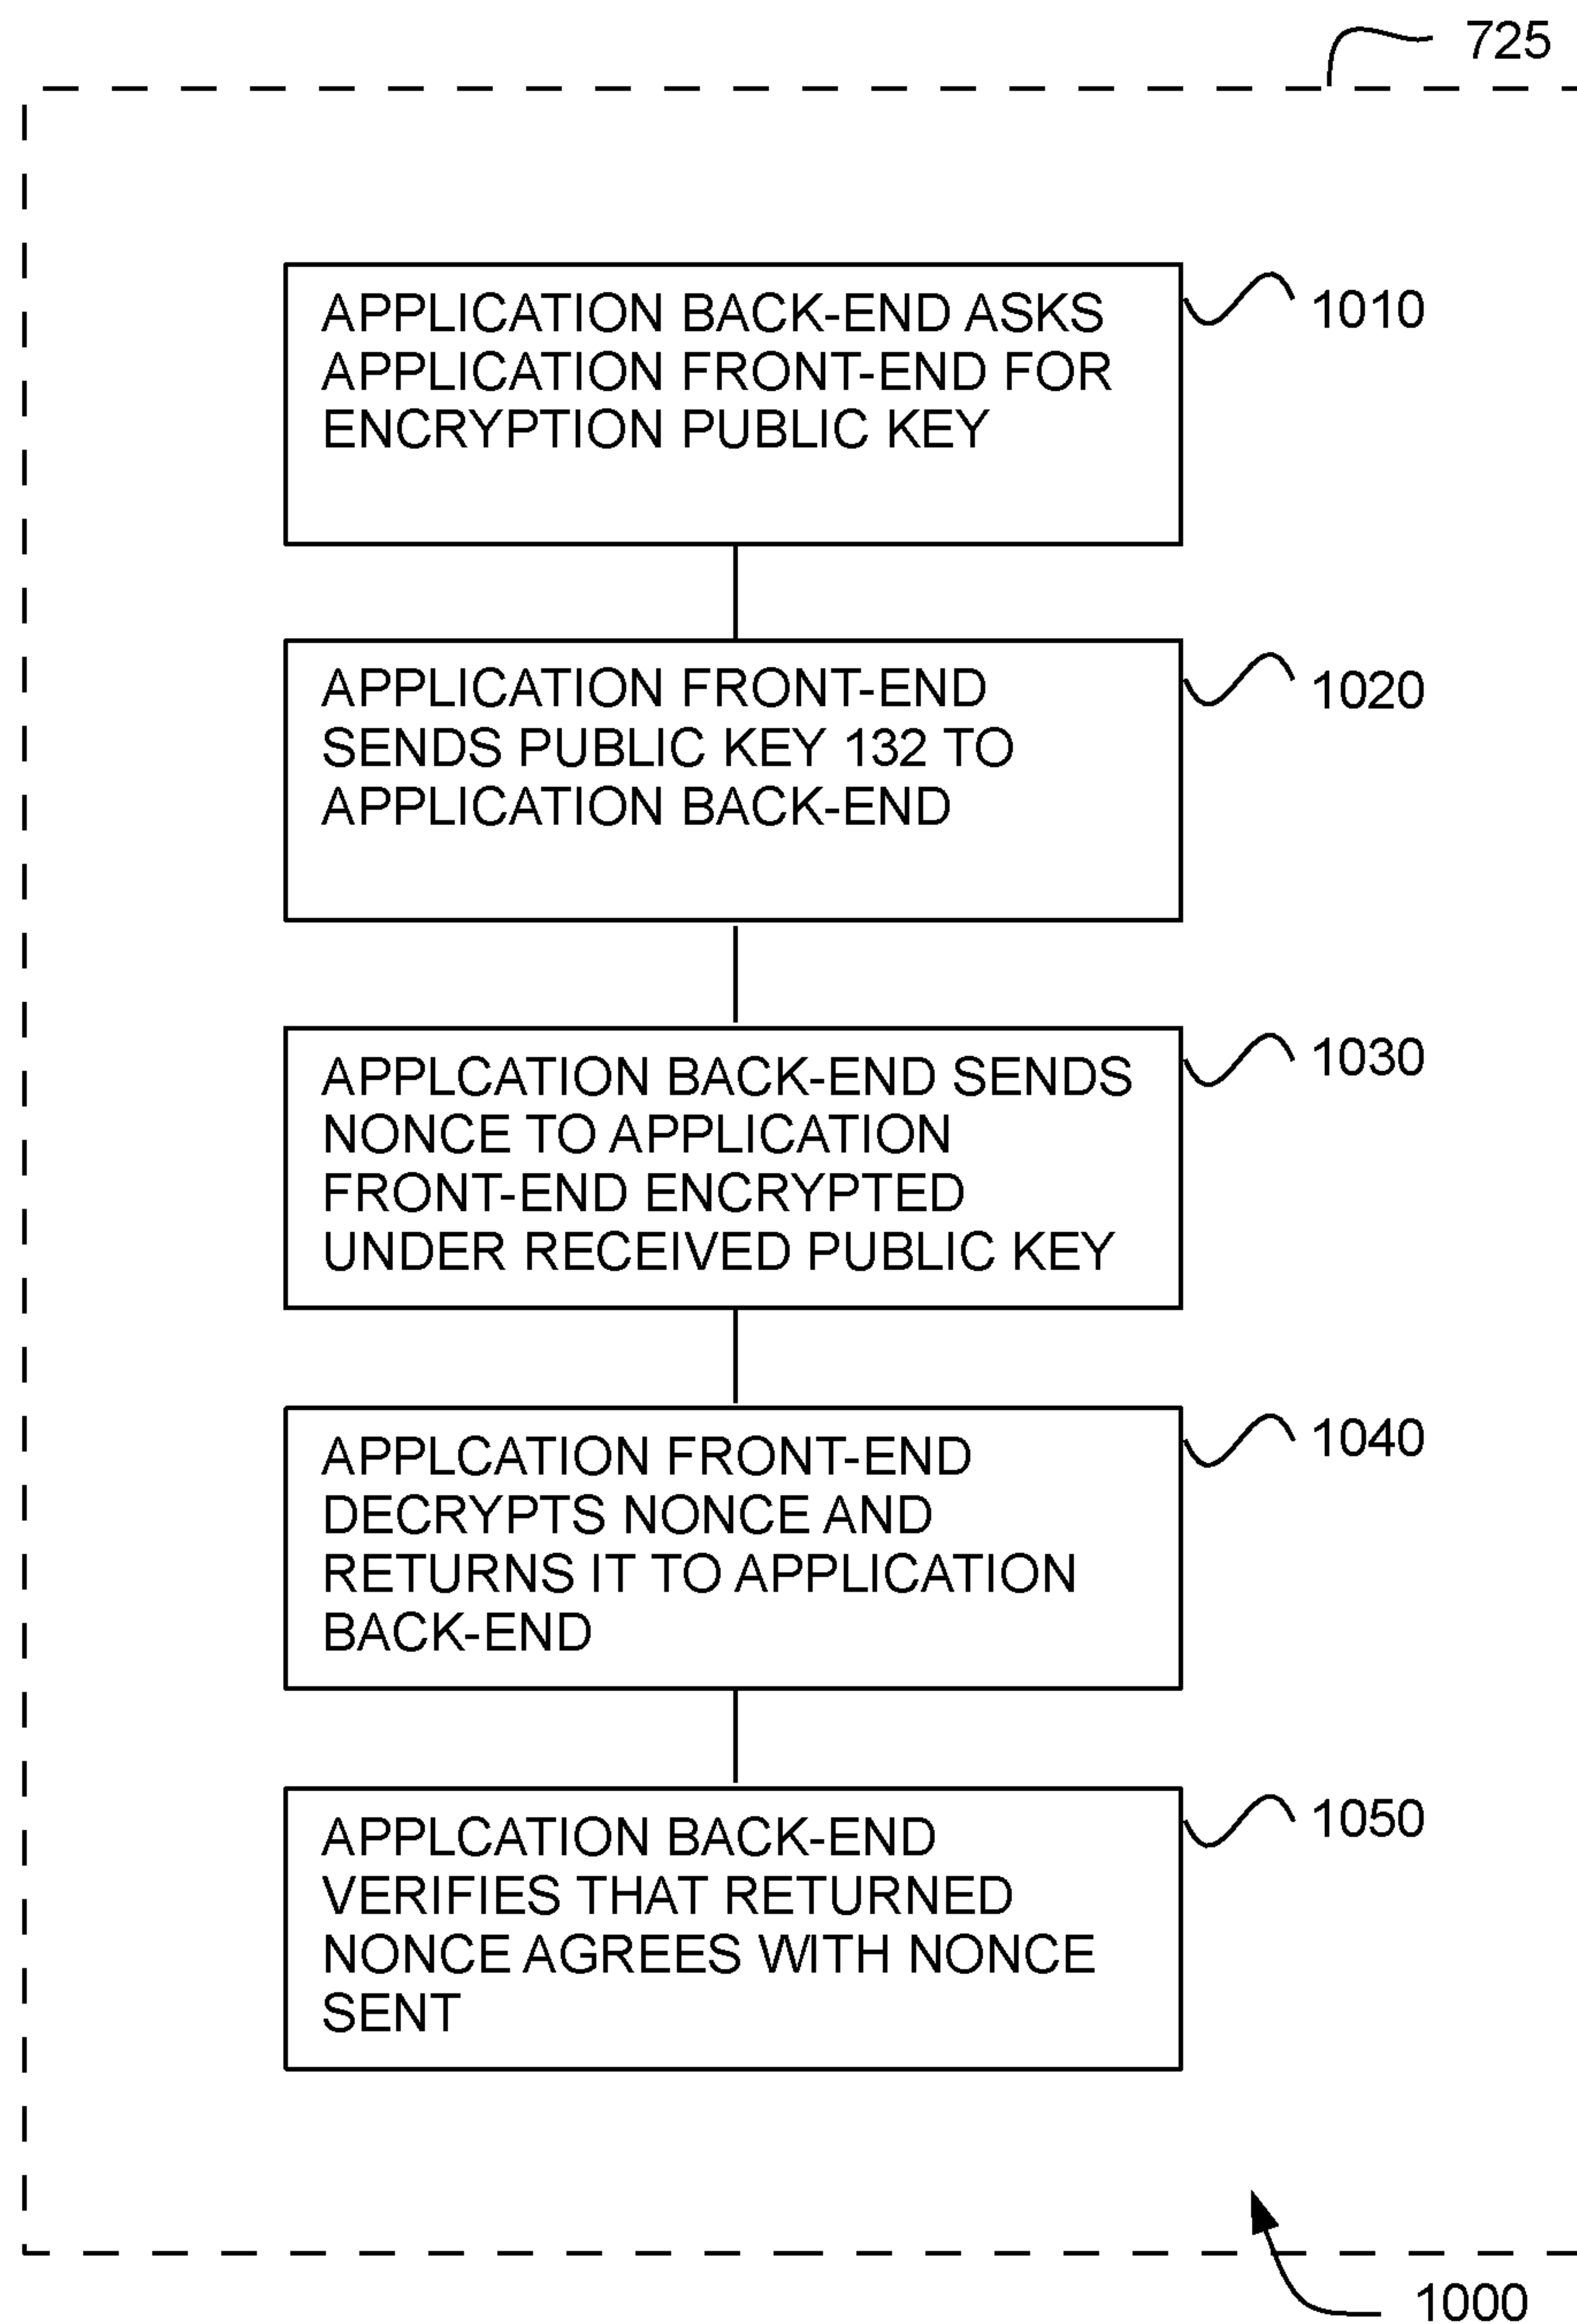 725
APPLICATION BACK-END ASKS
APPLICATION FRONT-END FOR
ENCRYPTION PUBLIC KEY
1010
APPLICATION FRONT-END
SENDS PUBLIC KEY 132 TO
APPLICATION BACK-END
1020
APPLCATION BACK-END SENDS
NONCE TO APPLICATION
FRONT-END ENCRYPTED
UNDER RECEIVED PUBLIC KEY
1030
APPLCATION FRONT-END
DECRYPTS NONCE AND
RETURNS IT TO APPLICATION
BACK-END
1040
APPLCATION BACK-END
VERIFIES THAT RETURNED
NONCE AGREES WITH NONCE
SENT
1050
1000